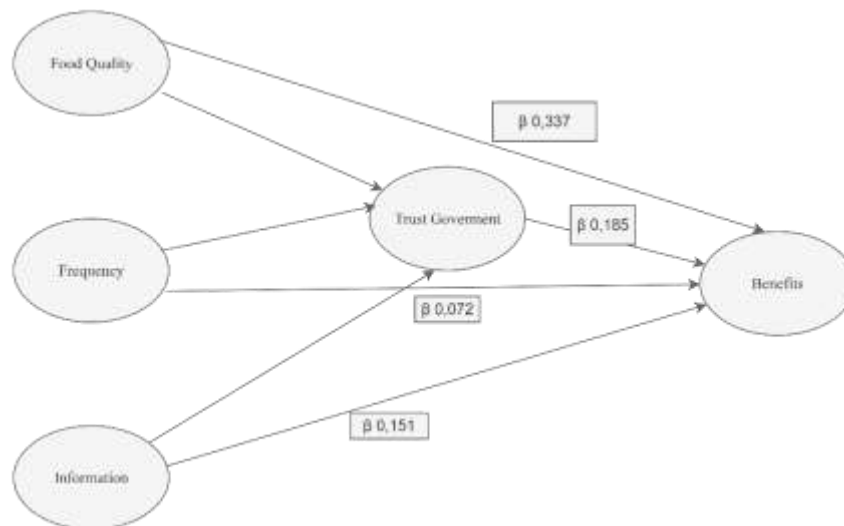 Food Quality
β 0,337
Trust Goverment
β 0,185
Frequency
Benefits
β 0,072
β 0,151
Information